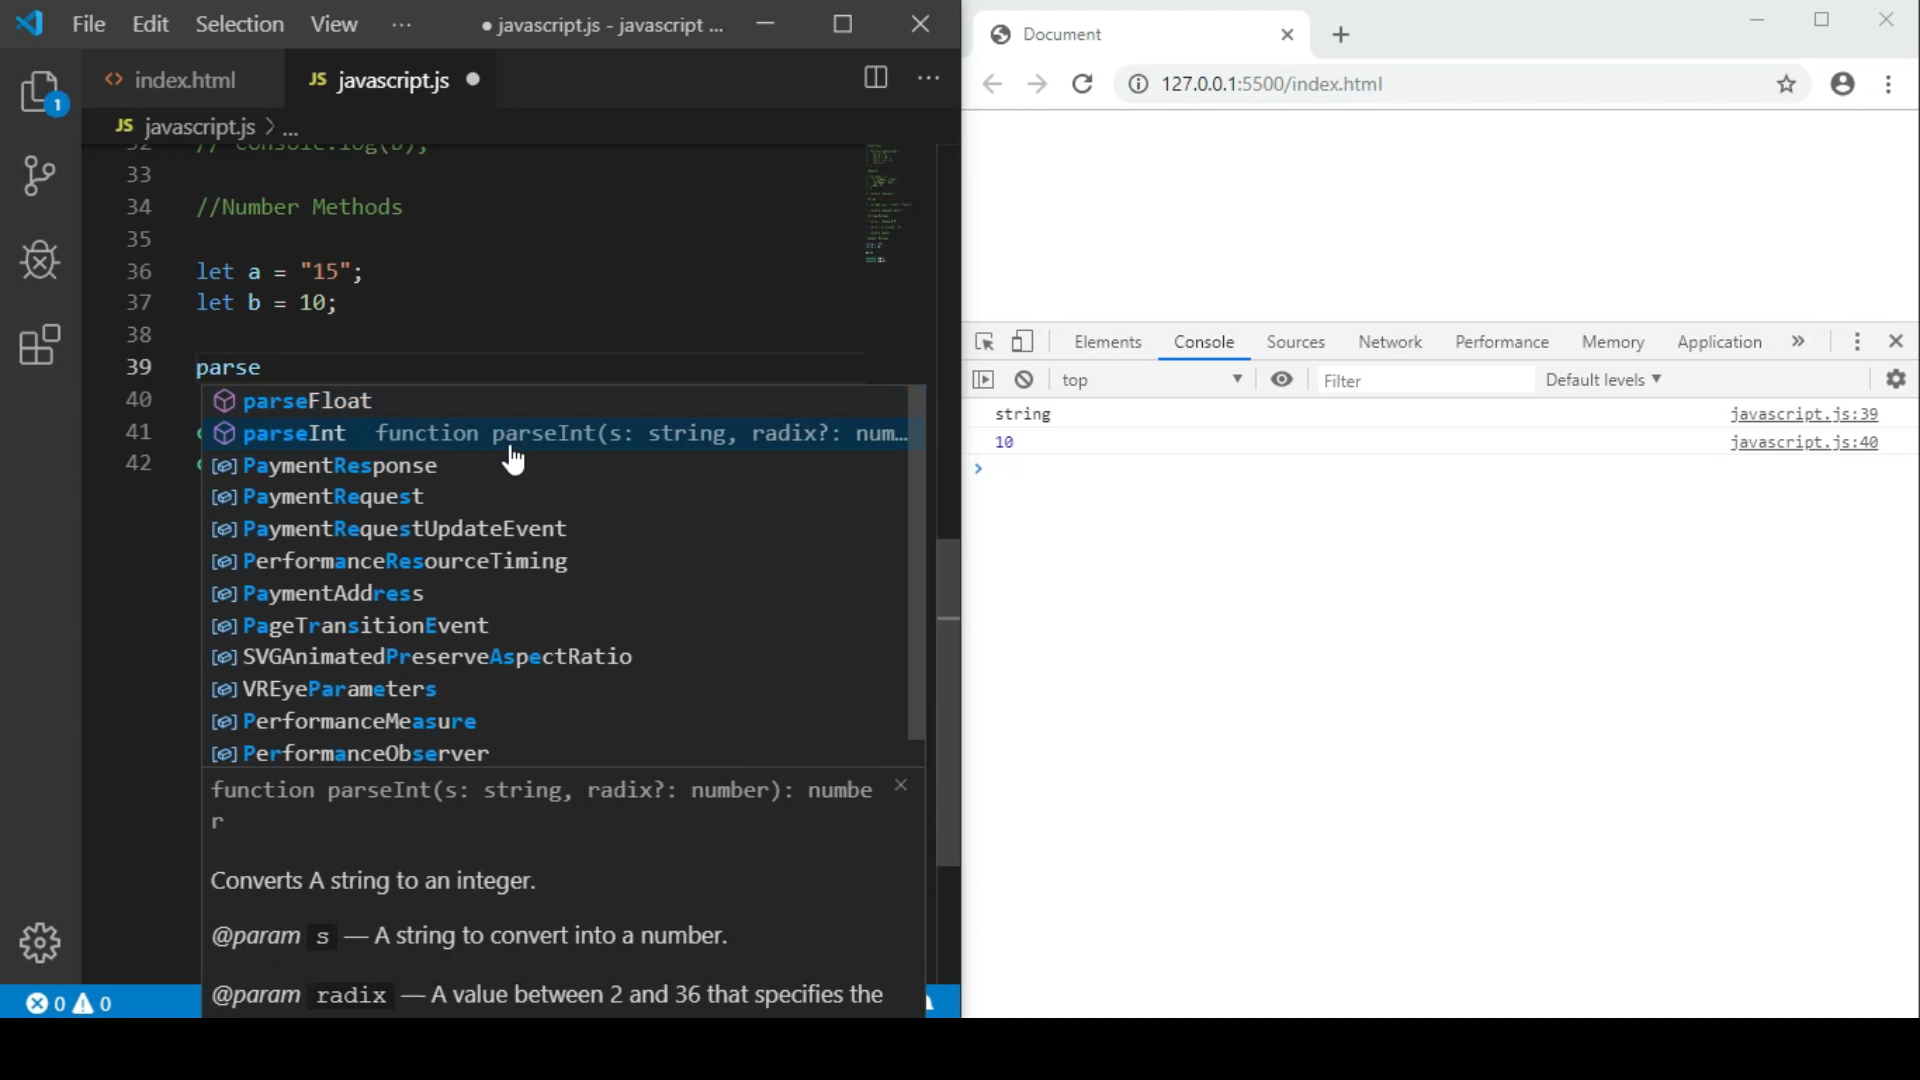 File Edit Selection View ··· ● javascript.js - javascript ...
index.html JS javascript.js ●
JS javascript.js > ...
32 // console.log(b);
33
34 //Number Methods
35
36 let a = "15";
37 let b = 10;
38
39 parse
40 parseFloat
41 parseInt function parseInt(s: string, radix?: num...
42 PaymentResponse
PaymentRequest
PaymentRequestUpdateEvent
PerformanceResourceTiming
PaymentAddress
PageTransitionEvent
SVGAnimatedPreserveAspectRatio
VREyeParameters
PerformanceMeasure
PerformanceObserver
function parseInt(s: string, radix?: number): numbe
r
Converts A string to an integer.
@param s — A string to convert into a number.
@param radix — A value between 2 and 36 that specifies the
1
0 0
Document
127.0.0.1:5500/index.html
Elements Console Sources Network Performance Memory Application »
top Filter Default levels
string javascript.js:39
10 javascript.js:40
>